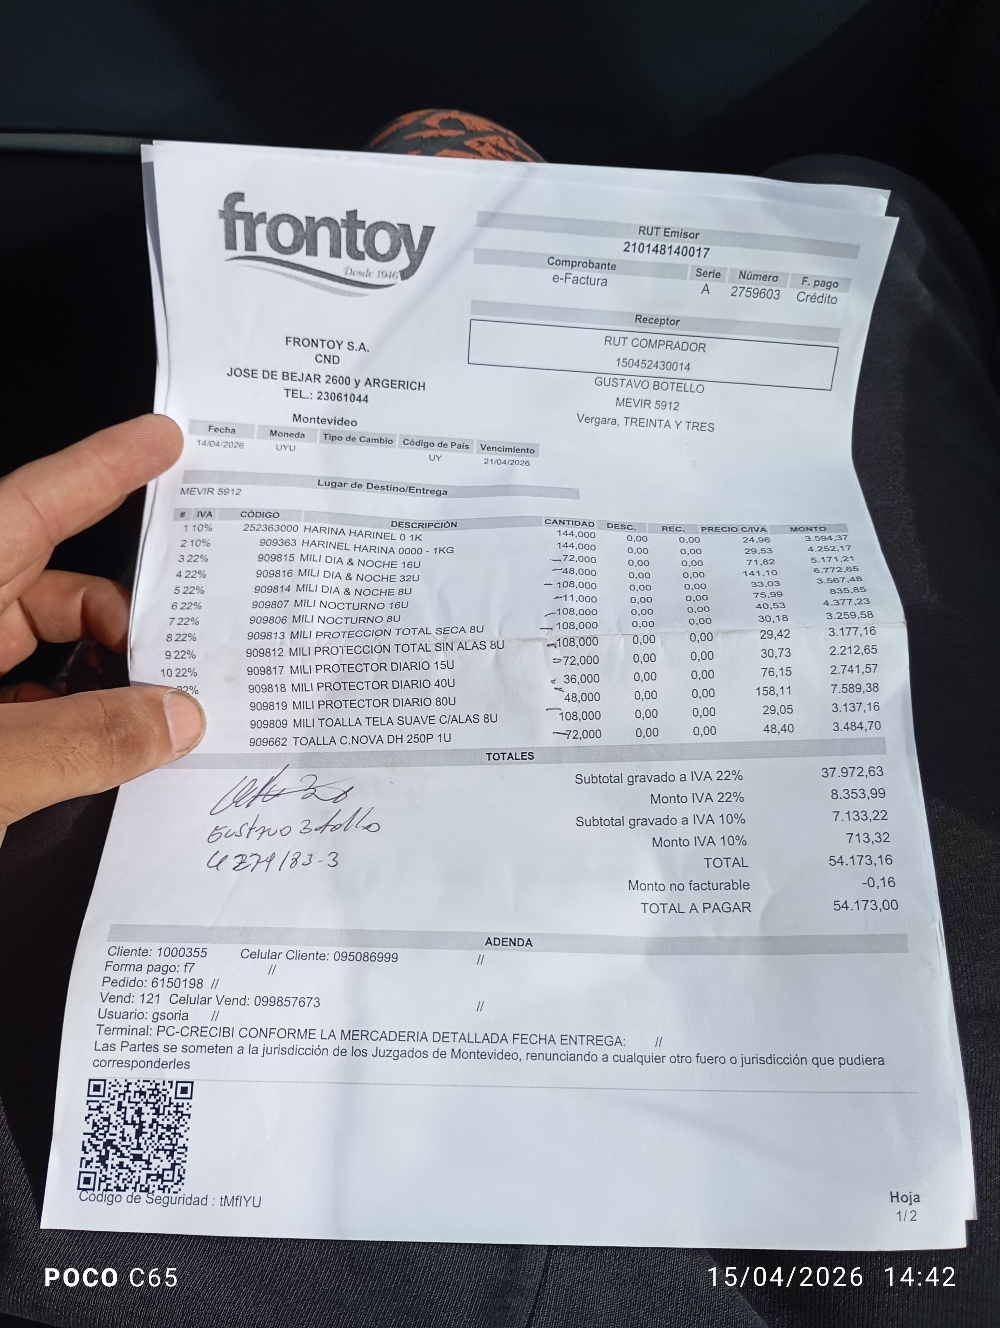 frontoy
Desde 1946
RUT Emisor
210148140017
Comprobante Serie Número F. pago
e-Factura A 2759603 Crédito
Receptor
RUT COMPRADOR
150452430014
GUSTAVO BOTELLO
MEVIR 5912
Vergara, TREINTA Y TRES
FRONTOY S.A.
CND
JOSE DE BEJAR 2600 y ARGERICH
TEL.: 23061044
Montevideo
Fecha Moneda Tipo de Cambio Código de País Vencimiento
14/04/2026 UYU UY 21/04/2026
Lugar de Destino/Entrega
MEVIR 5912
# IVA CÓDIGO DESCRIPCIÓN CANTIDAD DESC. REC. PRECIO C/IVA MONTO
1 10% 252363000 HARINA HARINEL 0 1K 144,000 0,00 0,00 24,96 3.594,37
2 10% 909363 HARINEL HARINA 0000 - 1KG 144,000 0,00 0,00 29,53 4.252,17
3 22% 909815 MILI DIA & NOCHE 16U 72,000 0,00 0,00 71,82 5.171,21
4 22% 909816 MILI DIA & NOCHE 32U 48,000 0,00 0,00 141,10 6.772,65
5 22% 909814 MILI DIA & NOCHE 8U 108,000 0,00 0,00 33,03 3.567,48
6 22% 909807 MILI NOCTURNO 16U 11,000 0,00 0,00 75,99 835,85
7 22% 909806 MILI NOCTURNO 8U 108,000 0,00 0,00 40,53 4.377,23
8 22% 909813 MILI PROTECCIÓN TOTAL SECA 8U 108,000 0,00 0,00 30,18 3.259,58
9 22% 909812 MILI PROTECCIÓN TOTAL SIN ALAS 8U 108,000 0,00 0,00 29,42 3.177,16
10 22% 909817 MILI PROTECTOR DIARIO 15U 72,000 0,00 0,00 30,73 2.212,65
22% 909818 MILI PROTECTOR DIARIO 40U 36,000 0,00 0,00 76,15 2.741,57
909819 MILI PROTECTOR DIARIO 80U 48,000 0,00 0,00 158,11 7.589,38
909809 MILI TOALLA TELA SUAVE C/ALAS 8U 108,000 0,00 0,00 29,05 3.137,16
909662 TOALLA C.NOVA DH 250P 1U 72,000 0,00 0,00 48,40 3.484,70
TOTALES
Subtotal gravado a IVA 22% 37.972,63
Monto IVA 22% 8.353,99
Subtotal gravado a IVA 10% 7.133,22
Monto IVA 10% 713,32
TOTAL 54.173,16
Monto no facturable -0,16
TOTAL A PAGAR 54.173,00
Gustavo Botello
ADENDA
Cliente: 1000355 Celular Cliente: 095086999 //
Forma pago: f7 //
Pedido: 6150198 //
Vend: 121 Celular Vend: 099857673 //
Usuario: gsoria //
Terminal: PC-CRECIBI CONFORME LA MERCADERIA DETALLADA FECHA ENTREGA: //
Las Partes se someten a la jurisdicción de los Juzgados de Montevideo, renunciando a cualquier otro fuero o jurisdicción que pudiera
corresponderles
Código de Seguridad : tMfIYU
Hoja
1/ 2
POCO C65
15/04/2026 14:42